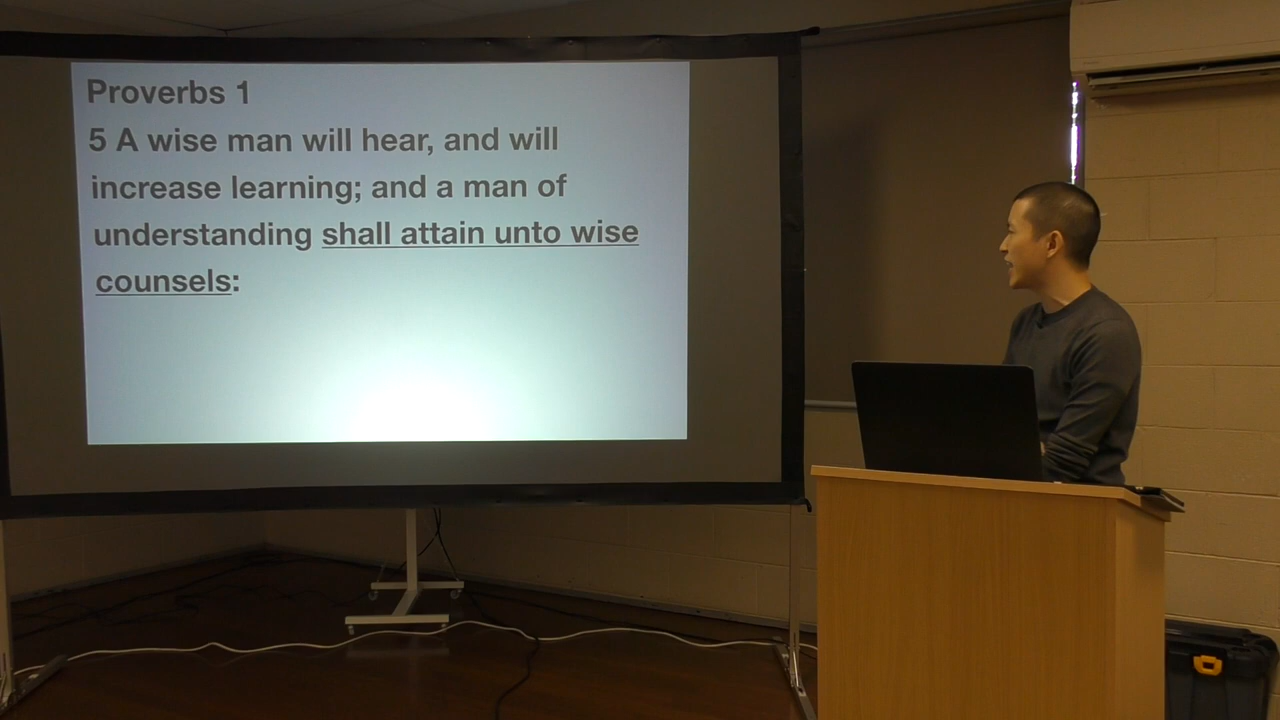 Proverbs 1
5 A wise man will hear, and will
increase learning; and a man of
understanding shall attain unto wise
counsels: